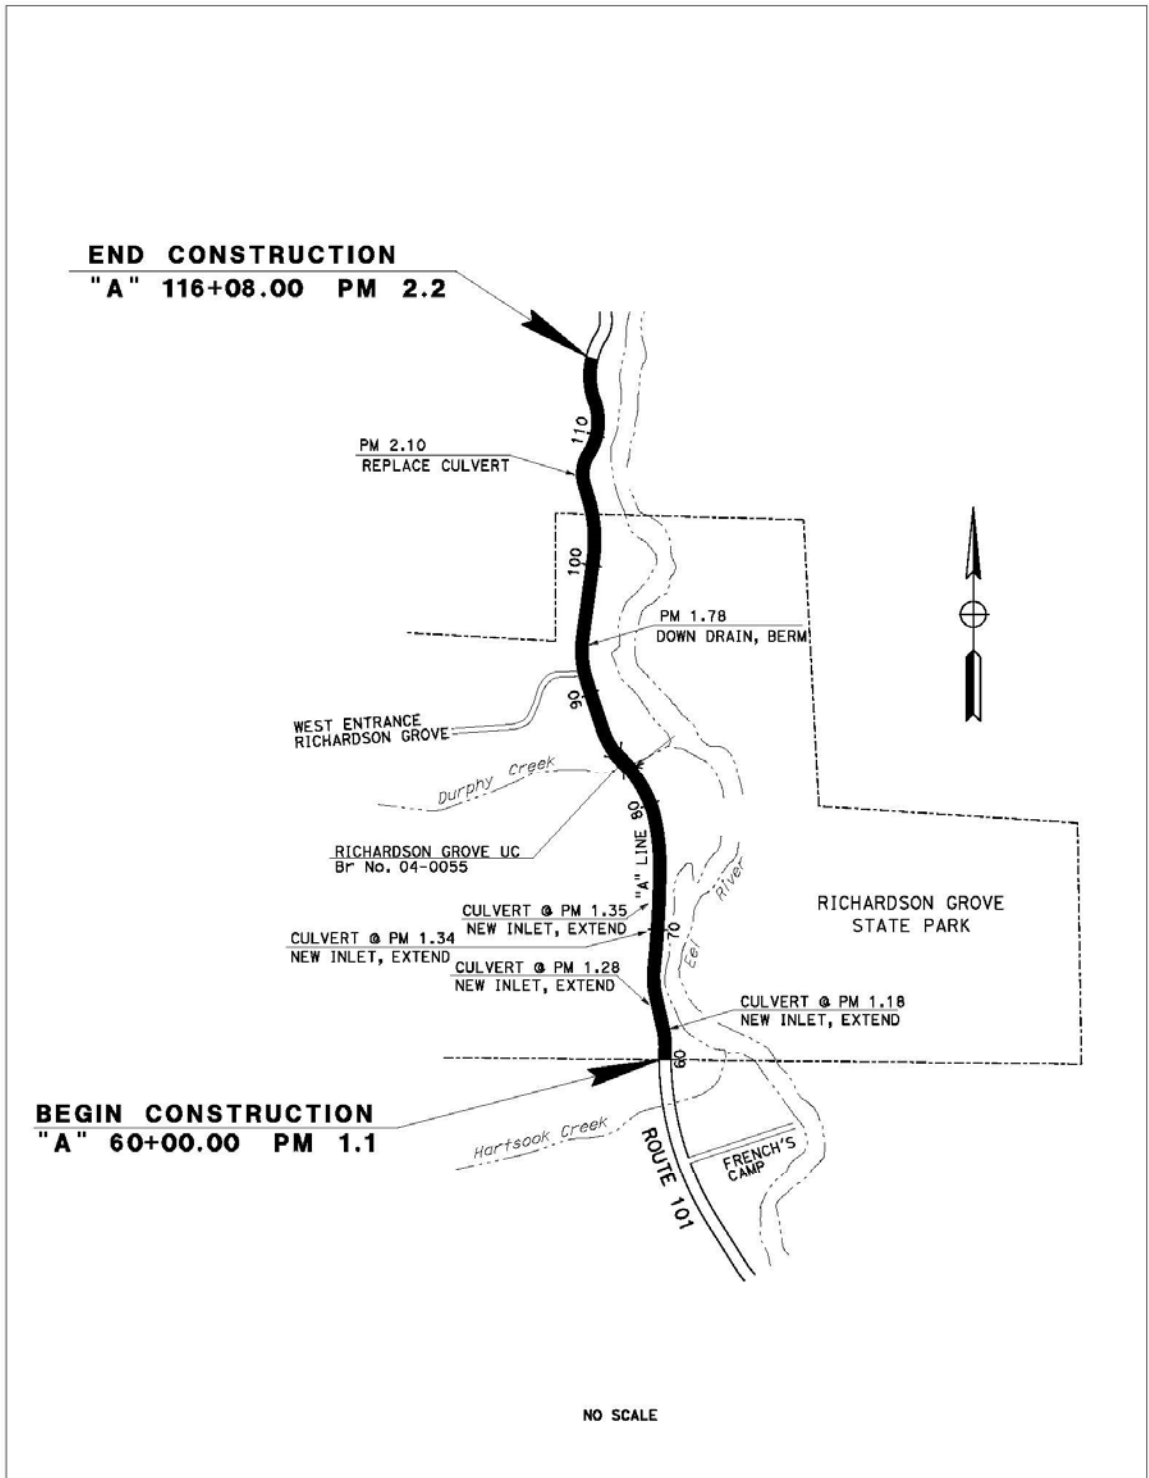 END CONSTRUCTION
"A" 116+08.00 PM 2.2
110
PM 2.10
REPLACE CULVERT
100
PM 1.78
DOWN DRAIN, BERM
90
WEST ENTRANCE
RICHARDSON GROVE
Durphy Creek
80
RICHARDSON GROVE UC
Br No. 04-0055
"A" LINE
River
Eel
RICHARDSON GROVE
STATE PARK
CULVERT @ PM 1.35
NEW INLET, EXTEND
70
CULVERT @ PM 1.34
NEW INLET, EXTEND
CULVERT @ PM 1.28
NEW INLET, EXTEND
CULVERT @ PM 1.18
NEW INLET, EXTEND
60
BEGIN CONSTRUCTION
"A" 60+00.00 PM 1.1
Hartsook Creek
ROUTE 101
FRENCH'S
CAMP
NO SCALE